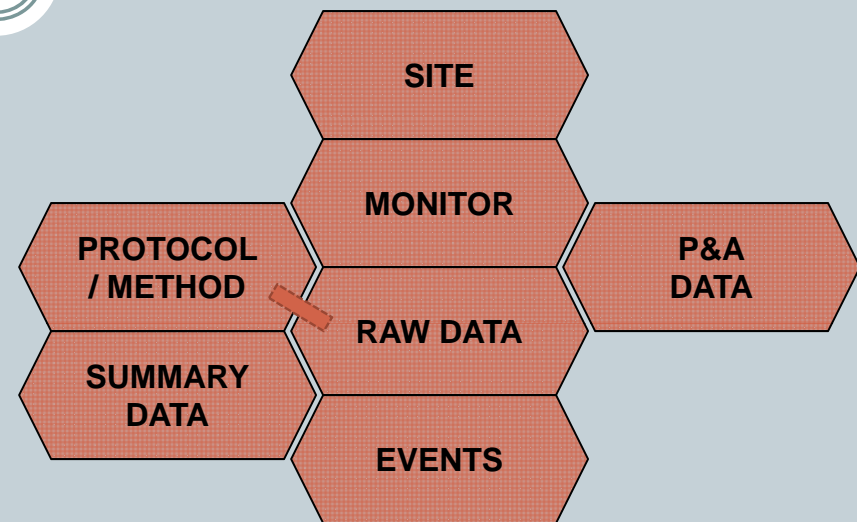 SITE
MONITOR
PROTOCOL
/ METHOD
P&A
DATA
RAW DATA
SUMMARY
DATA
EVENTS